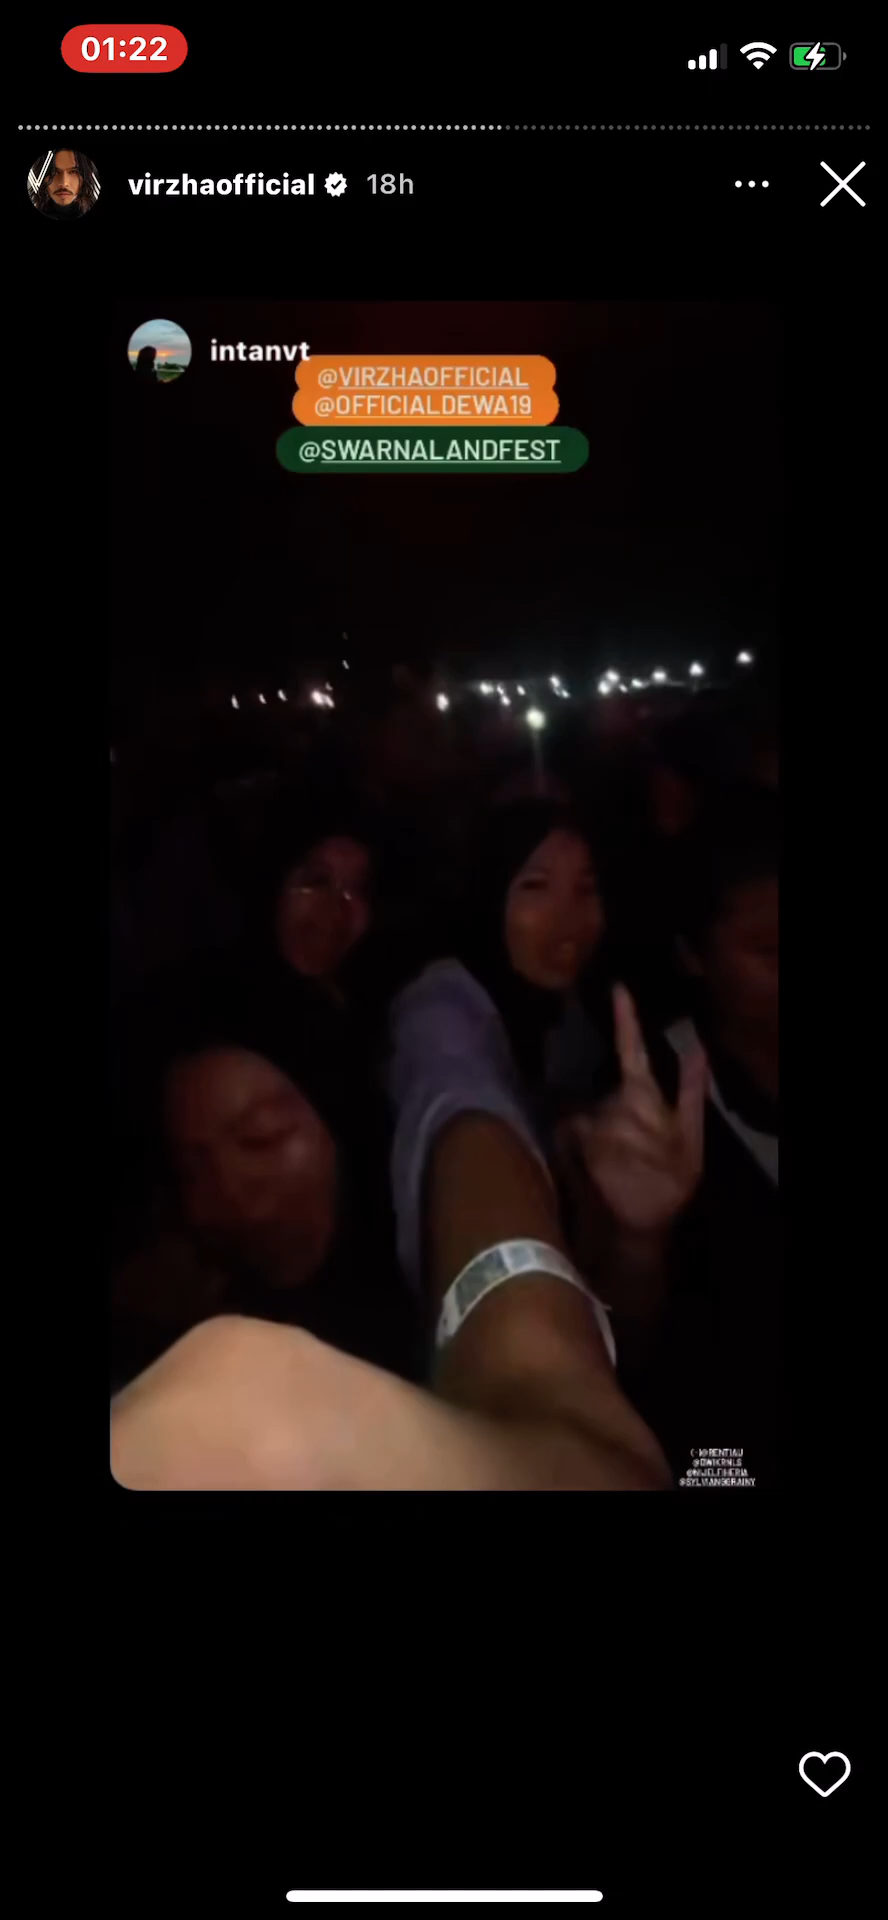 01:22
virzhaofficial 18h
intanvt
@VIRZHAOFFICIAL
@OFFICIALDEWA19
@SWARNALANDFEST